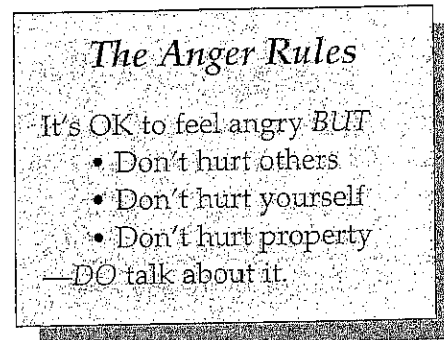 The Anger Rules
It's OK to feel angry BUT
• Don't hurt others
• Don't hurt yourself
• Don't hurt property
—DO talk about it.